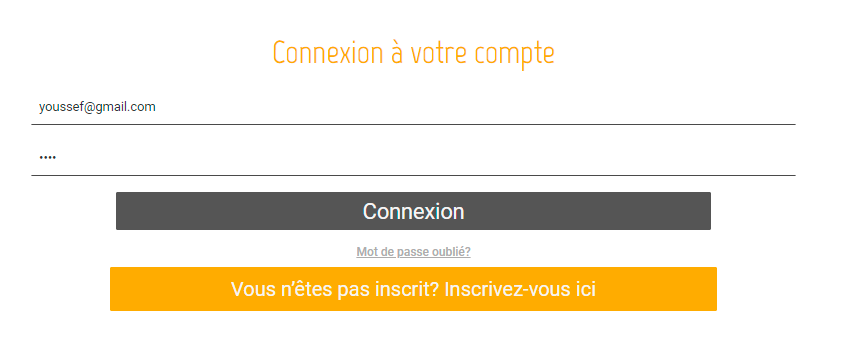 Connexion à votre compte
youssef@gmail.com
••••
Connexion
Mot de passe oublié?
Vous n’êtes pas inscrit? Inscrivez-vous ici